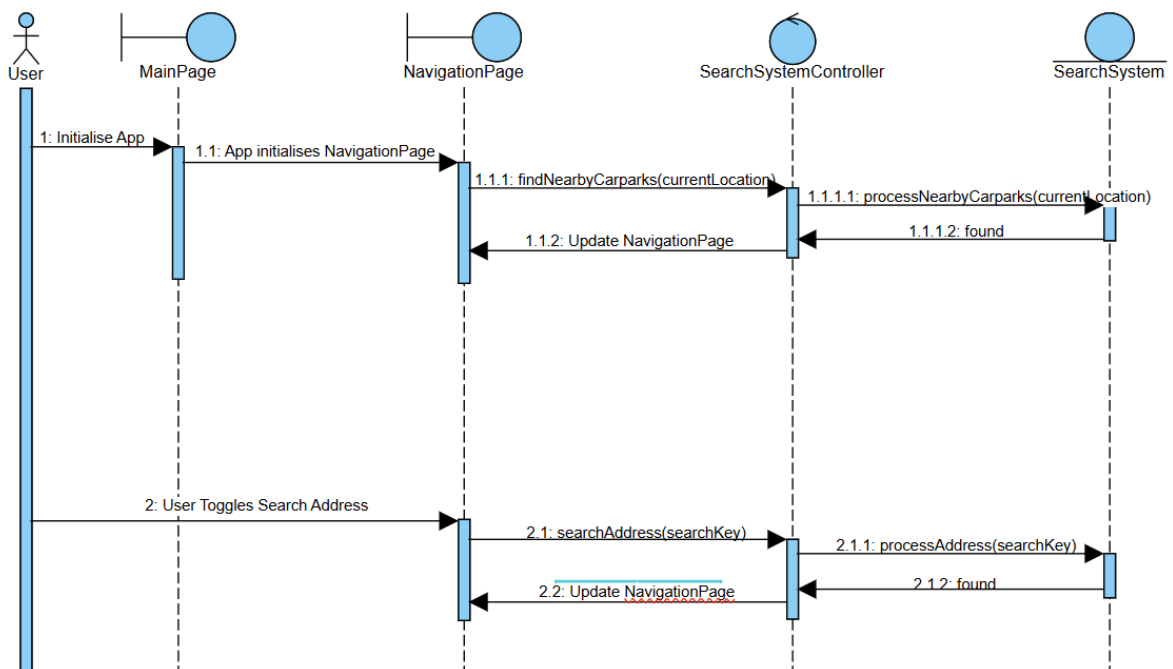 User
MainPage
NavigationPage
SearchSystemController
SearchSystem
1: Initialise App
1.1: App initialises NavigationPage
1.1.1: findNearbyCarparks(currentLocation)
1.1.1.1: processNearbyCarparks(currentLocation)
1.1.1.2: found
1.1.2: Update NavigationPage
2: User Toggles Search Address
2.1: searchAddress(searchKey)
2.1.1: processAddress(searchKey)
2.1.2: found
2.2: Update NavigationPage